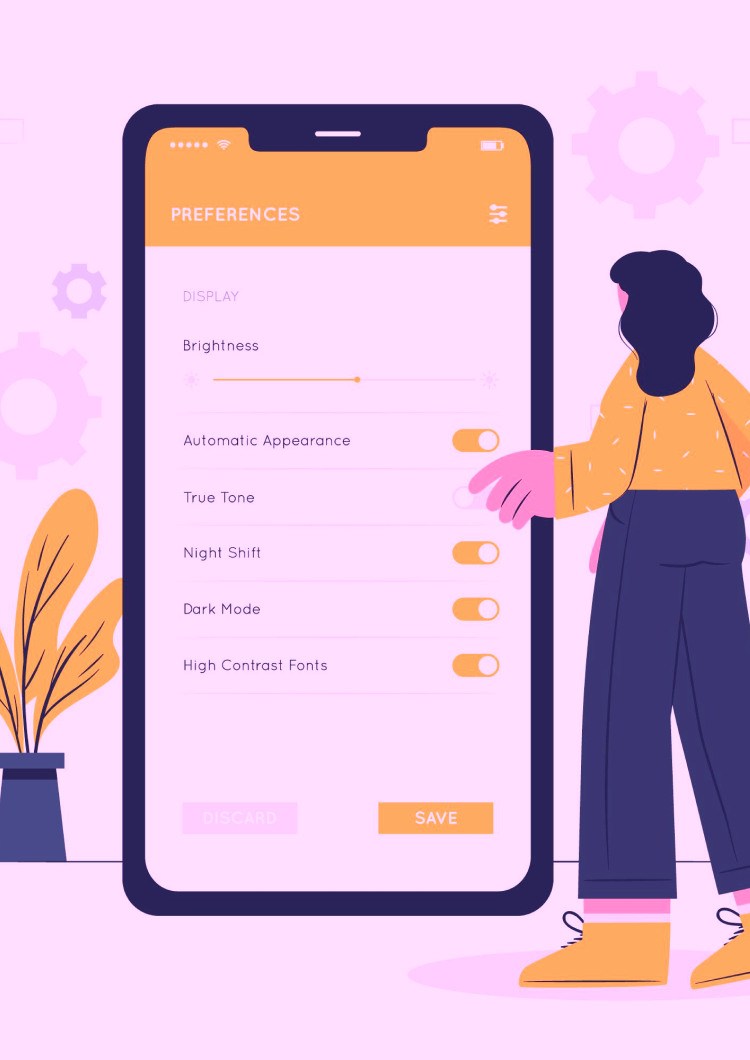 PREFERENCES
DISPLAY
Brightness
Automatic Appearance
True Tone
Night Shift
Dark Mode
High Contrast Fonts
DISCARD
SAVE